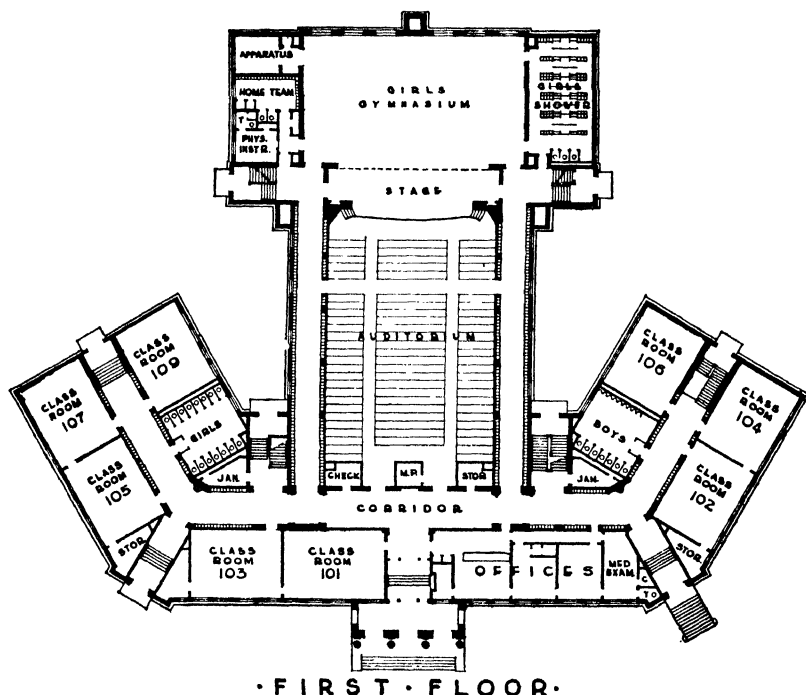 APPARATUS
GIRLS
GYMNASIUM
GIRLS
SHOWER
HOME TEAM
T
PHYS.
INSTR.
STAGE
AUDITORIUM
CLASS
ROOM
109
CLASS
ROOM
106
CLASS
ROOM
107
CLASS
ROOM
104
GIRLS
BOYS
CLASS
ROOM
105
CLASS
ROOM
102
JAN.
CHECK
M.P.
STOR.
JAN.
CORRIDOR
STOR.
STOR.
CLASS
ROOM
103
CLASS
ROOM
101
OFFICES
MED.
EXAM.
C
T
·FIRST·FLOOR·